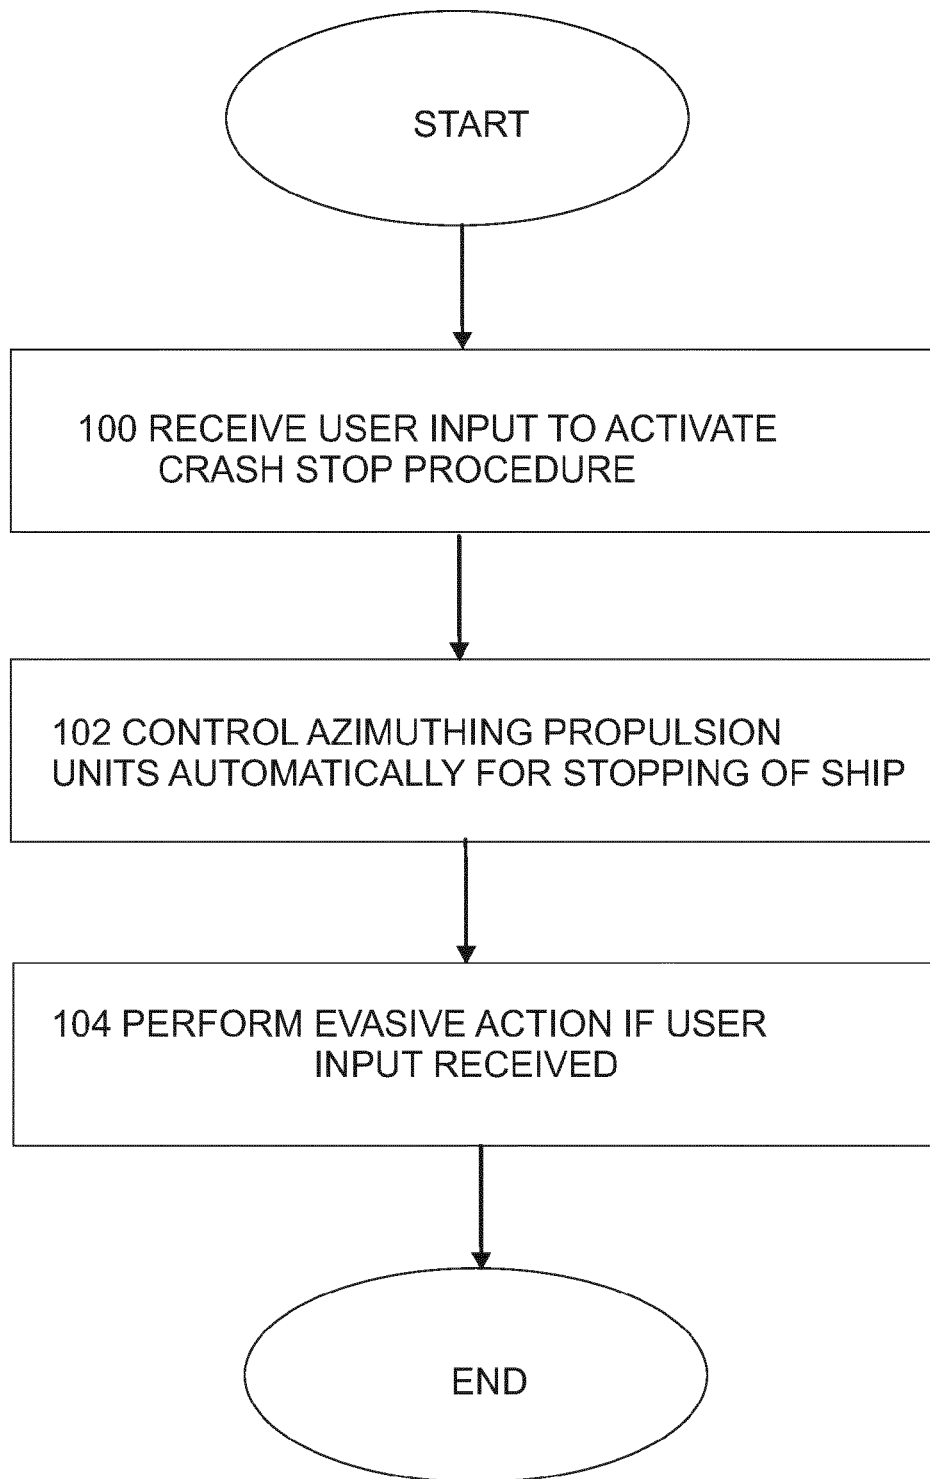 START
100 RECEIVE USER INPUT TO ACTIVATE
CRASH STOP PROCEDURE
102 CONTROL AZIMUTHING PROPULSION
UNITS AUTOMATICALLY FOR STOPPING OF SHIP
104 PERFORM EVASIVE ACTION IF USER
INPUT RECEIVED
END